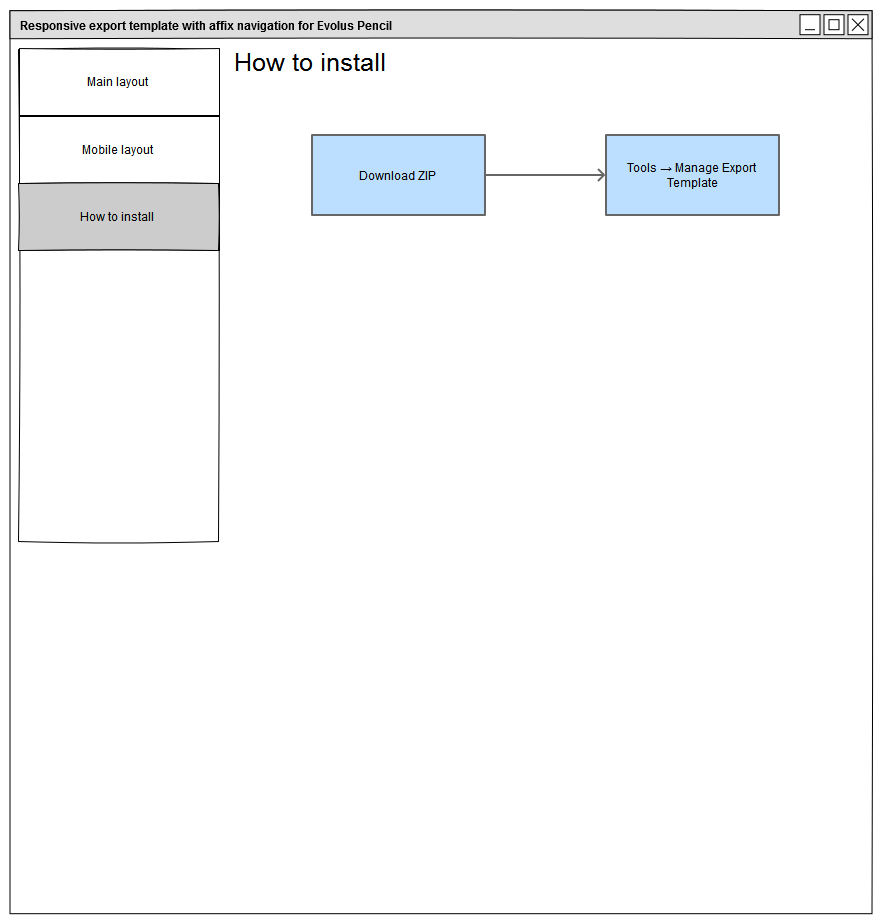 Responsive export template with affix navigation for Evolus Pencil
Main layout
Mobile layout
How to install
How to install
Download ZIP
Tools → Manage Export
Template